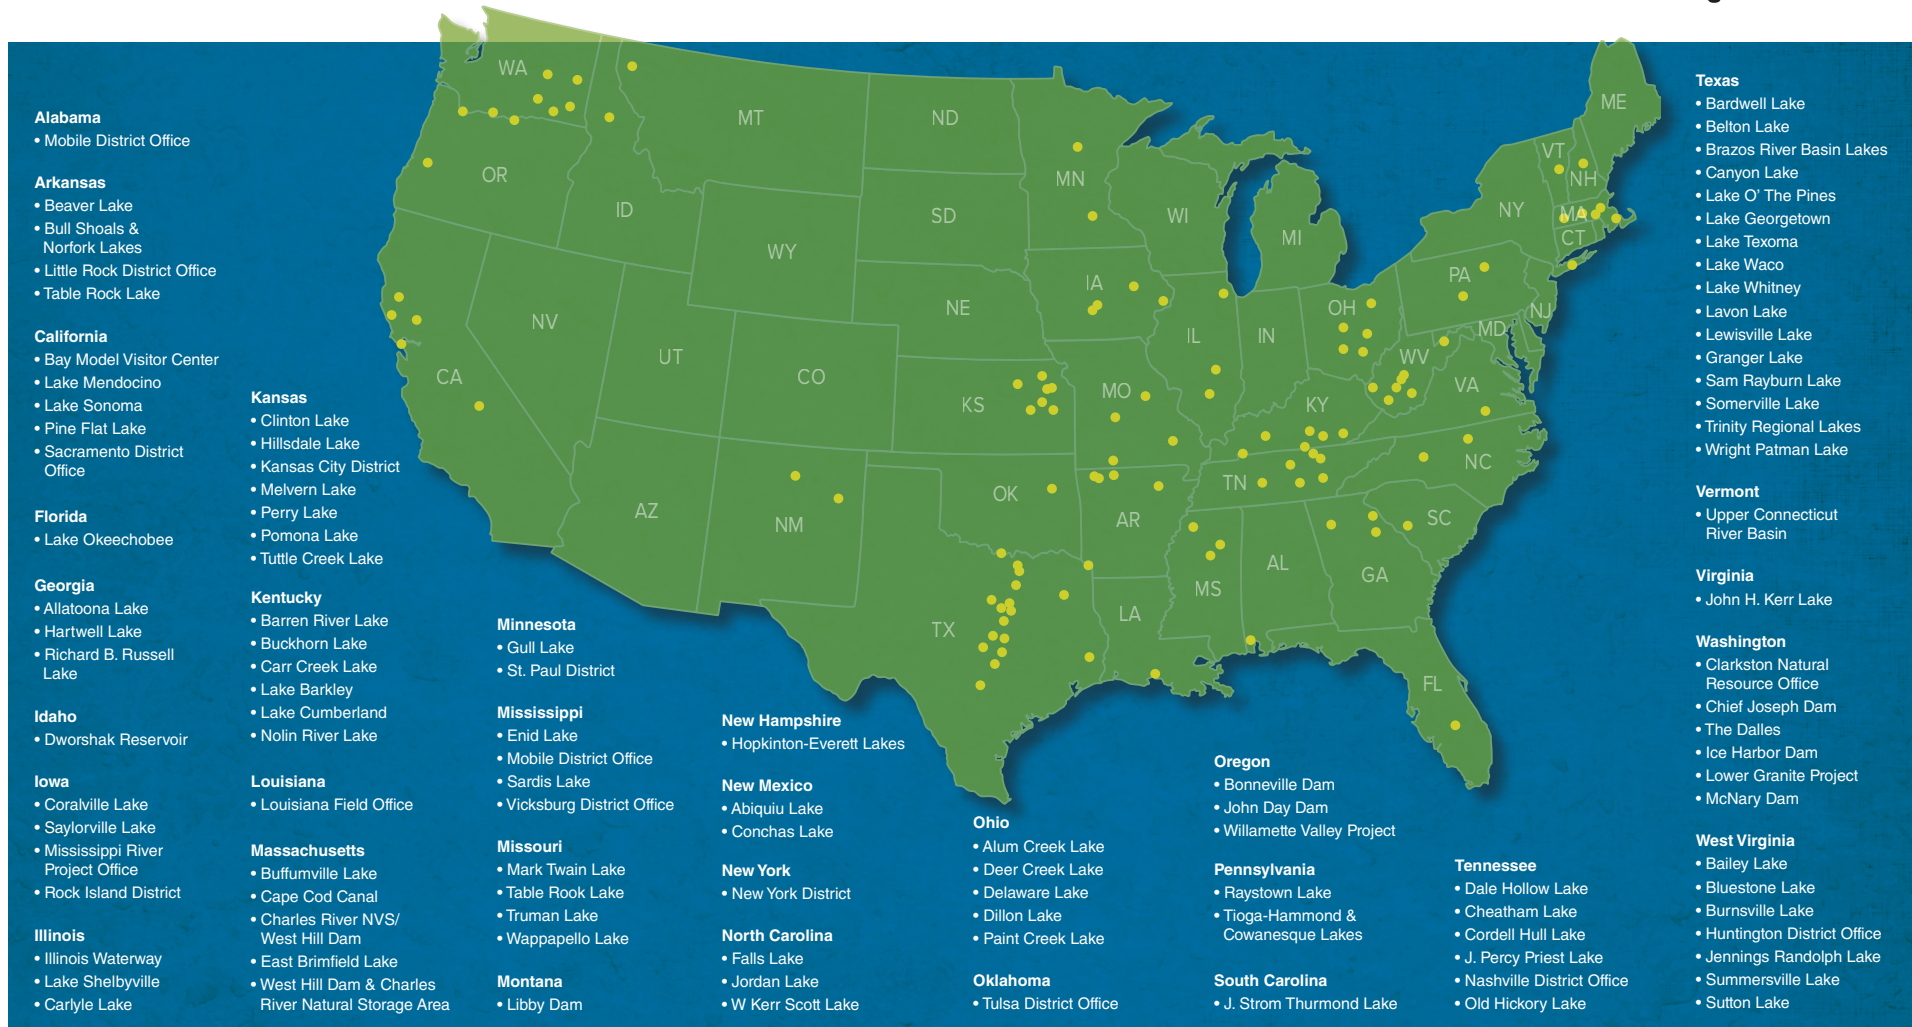 WA
MT
ND
MN
OR
ID
SD
WI
MI
WY
NE
IA
NV
UT
CO
CA
KS
MO
IL
IN
OH
KY
WV
VA
PA
NY
VT
NH
ME
MA
CT
NJ
MD
AZ
NM
OK
AR
TN
NC
SC
TX
LA
MS
AL
GA
FL
Alabama
• Mobile District Office
Arkansas
• Beaver Lake
• Bull Shoals &
Norfork Lakes
• Little Rock District Office
• Table Rock Lake
California
• Bay Model Visitor Center
• Lake Mendocino
• Lake Sonoma
• Pine Flat Lake
• Sacramento District
Office
Florida
• Lake Okeechobee
Georgia
• Allatoona Lake
• Hartwell Lake
• Richard B. Russell
Lake
Idaho
• Dworshak Reservoir
Iowa
• Coralville Lake
• Saylorville Lake
• Mississippi River
Project Office
• Rock Island District
Illinois
• Illinois Waterway
• Lake Shelbyville
• Carlyle Lake
Kansas
• Clinton Lake
• Hillsdale Lake
• Kansas City District
• Melvern Lake
• Perry Lake
• Pomona Lake
• Tuttle Creek Lake
Kentucky
• Barren River Lake
• Buckhorn Lake
• Carr Creek Lake
• Lake Barkley
• Lake Cumberland
• Nolin River Lake
Louisiana
• Louisiana Field Office
Massachusetts
• Buffumville Lake
• Cape Cod Canal
• Charles River NVS/
West Hill Dam
• East Brimfield Lake
• West Hill Dam & Charles
River Natural Storage Area
Minnesota
• Gull Lake
• St. Paul District
Mississippi
• Enid Lake
• Mobile District Office
• Sardis Lake
• Vicksburg District Office
Missouri
• Mark Twain Lake
• Table Rook Lake
• Truman Lake
• Wappapello Lake
Montana
• Libby Dam
New Hampshire
• Hopkinton-Everett Lakes
New Mexico
• Abiquiu Lake
• Conchas Lake
New York
• New York District
North Carolina
• Falls Lake
• Jordan Lake
• W Kerr Scott Lake
Ohio
• Alum Creek Lake
• Deer Creek Lake
• Delaware Lake
• Dillon Lake
• Paint Creek Lake
Oklahoma
• Tulsa District Office
Oregon
• Bonneville Dam
• John Day Dam
• Willamette Valley Project
Pennsylvania
• Raystown Lake
• Tioga-Hammond &
Cowanesque Lakes
South Carolina
• J. Strom Thurmond Lake
Tennessee
• Dale Hollow Lake
• Cheatham Lake
• Cordell Hull Lake
• J. Percy Priest Lake
• Nashville District Office
• Old Hickory Lake
Texas
• Bardwell Lake
• Belton Lake
• Brazos River Basin Lakes
• Canyon Lake
• Lake O’ The Pines
• Lake Georgetown
• Lake Texoma
• Lake Waco
• Lake Whitney
• Lavon Lake
• Lewisville Lake
• Granger Lake
• Sam Rayburn Lake
• Somerville Lake
• Trinity Regional Lakes
• Wright Patman Lake
Vermont
• Upper Connecticut
River Basin
Virginia
• John H. Kerr Lake
Washington
• Clarkston Natural
Resource Office
• Chief Joseph Dam
• The Dalles
• Ice Harbor Dam
• Lower Granite Project
• McNary Dam
West Virginia
• Bailey Lake
• Bluestone Lake
• Burnsville Lake
• Huntington District Office
• Jennings Randolph Lake
• Summersville Lake
• Sutton Lake